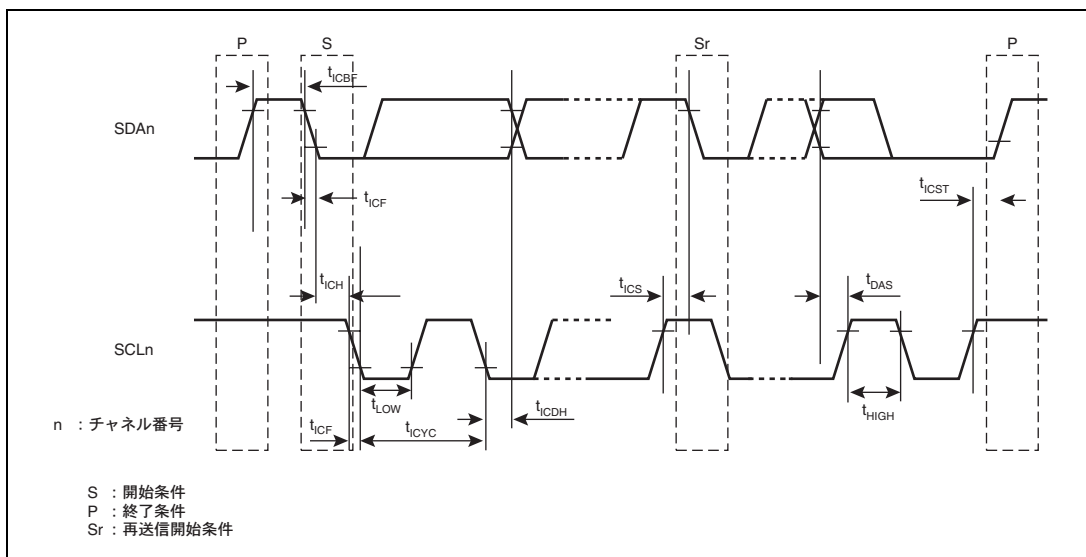 P
S
Sr
P
tICBF
SDAn
tICF
tICST
tICH
tICS
tDAS
SCLn
tLOW
tICDH
tHIGH
n ：チャネル番号
tICF
tICYC
S ：開始条件
P ：終了条件
Sr ：再送信開始条件